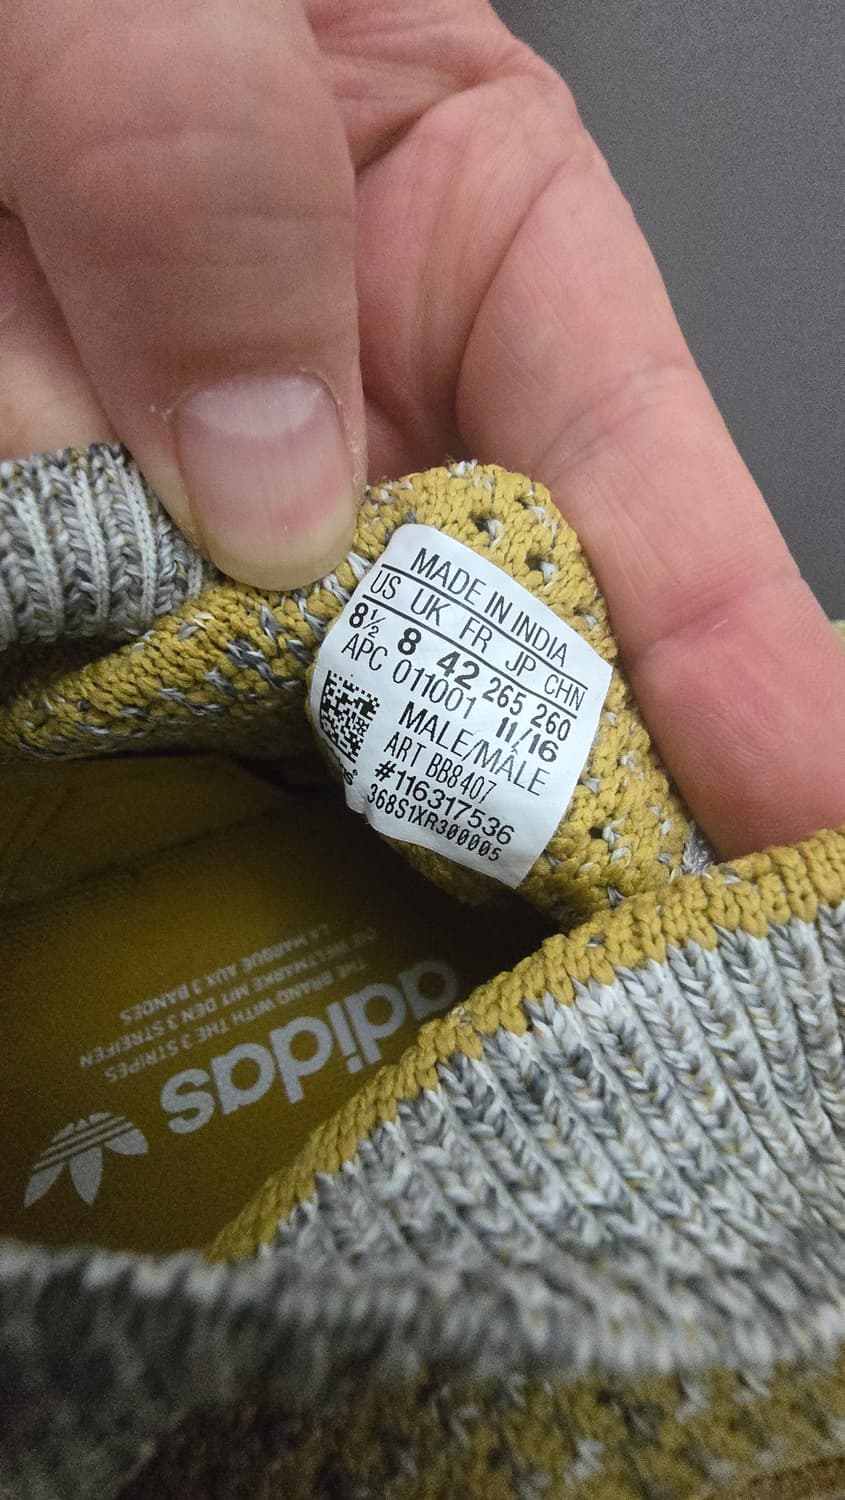 MADE IN INDIA
US UK FR JP CHN
8½ 8 42 265 260
APC 011001 11/16
MALE/MÂLE
ART BB8407
#116317536
368S1XR300005
adidas
THE BRAND WITH THE 3 STRIPES
DIE WELTMARKE MIT DEN 3 STREIFEN
LA MARQUE AUX 3 BANDES